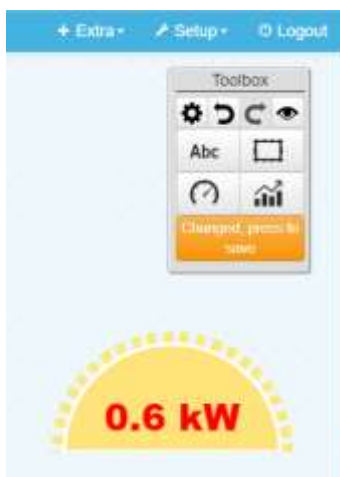 Extra
Setup
Logout
Toolbox
Abc
Changed, press to
save
0.6 kW